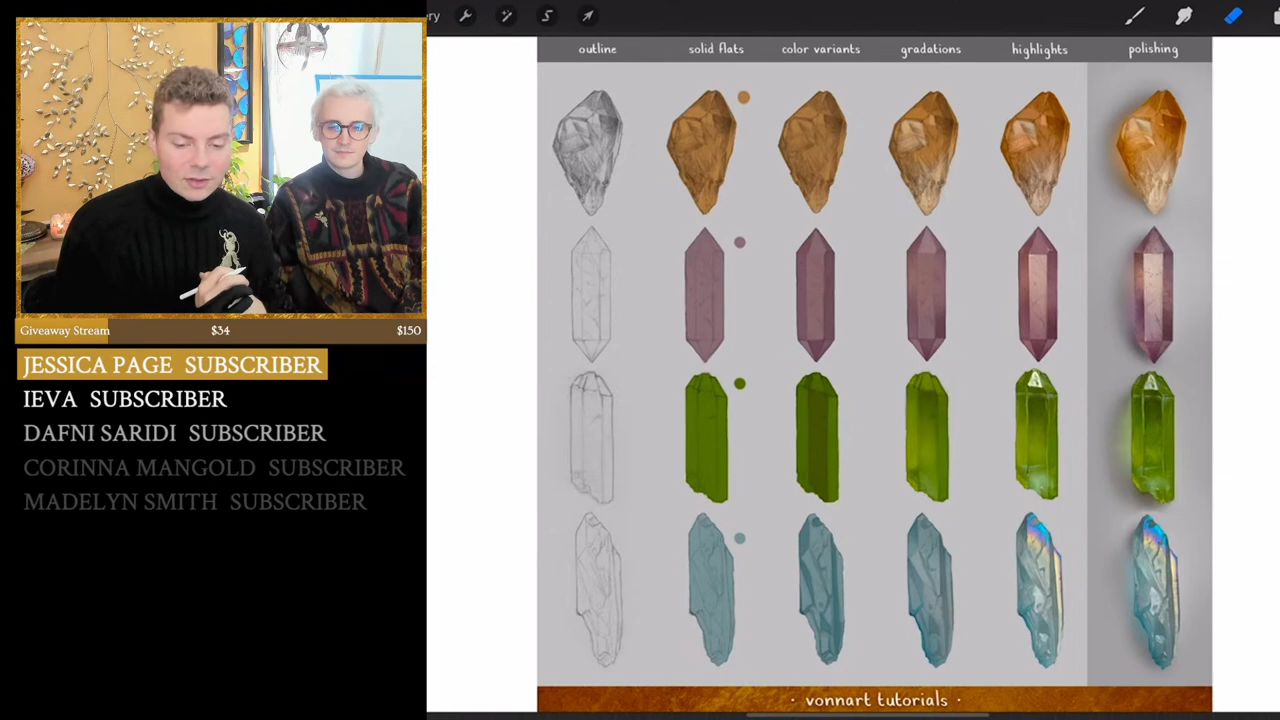 ry
outline solid flats color variants gradations highlights polishing
Giveaway Stream $34 $150
JESSICA PAGE SUBSCRIBER
IEVA SUBSCRIBER
DAFNI SARIDI SUBSCRIBER
CORINNA MANGOLD SUBSCRIBER
MADELYN SMITH SUBSCRIBER
· vonnart tutorials ·